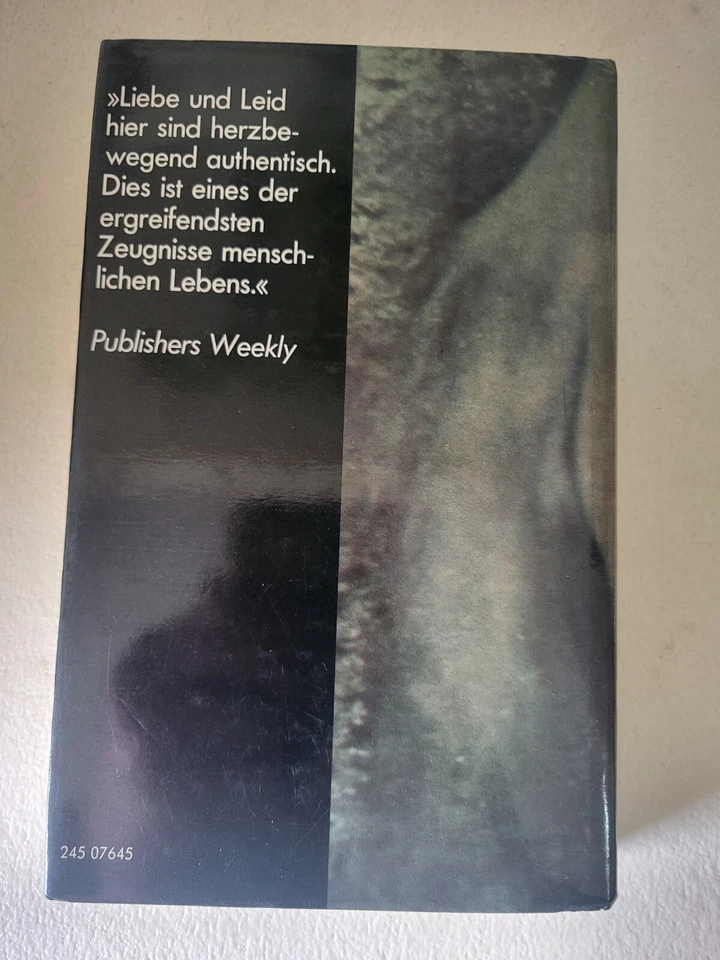 »Liebe und Leid
hier sind herzbe-
wegend authentisch.
Dies ist eines der
ergreifendsten
Zeugnisse mensch-
lichen Lebens.«
Publishers Weekly
245 07645